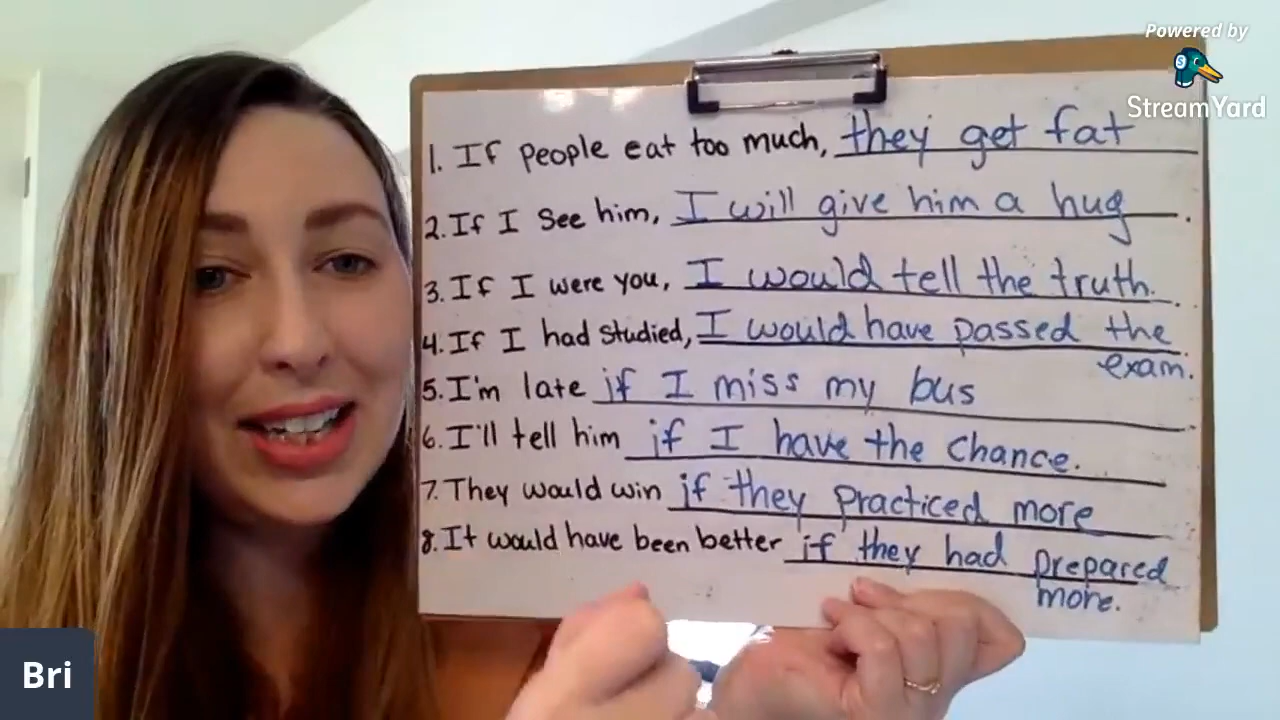 Powered by
StreamYard
1. If people eat too much, they get fat
2. If I see him, I will give him a hug.
3. If I were you, I would tell the truth.
4. If I had studied, I would have passed the
exam.
5. I'm late if I miss my bus.
6. I'll tell him if I have the chance.
7. They would win if they practiced more
8. It would have been better if they had prepared
more.
Bri